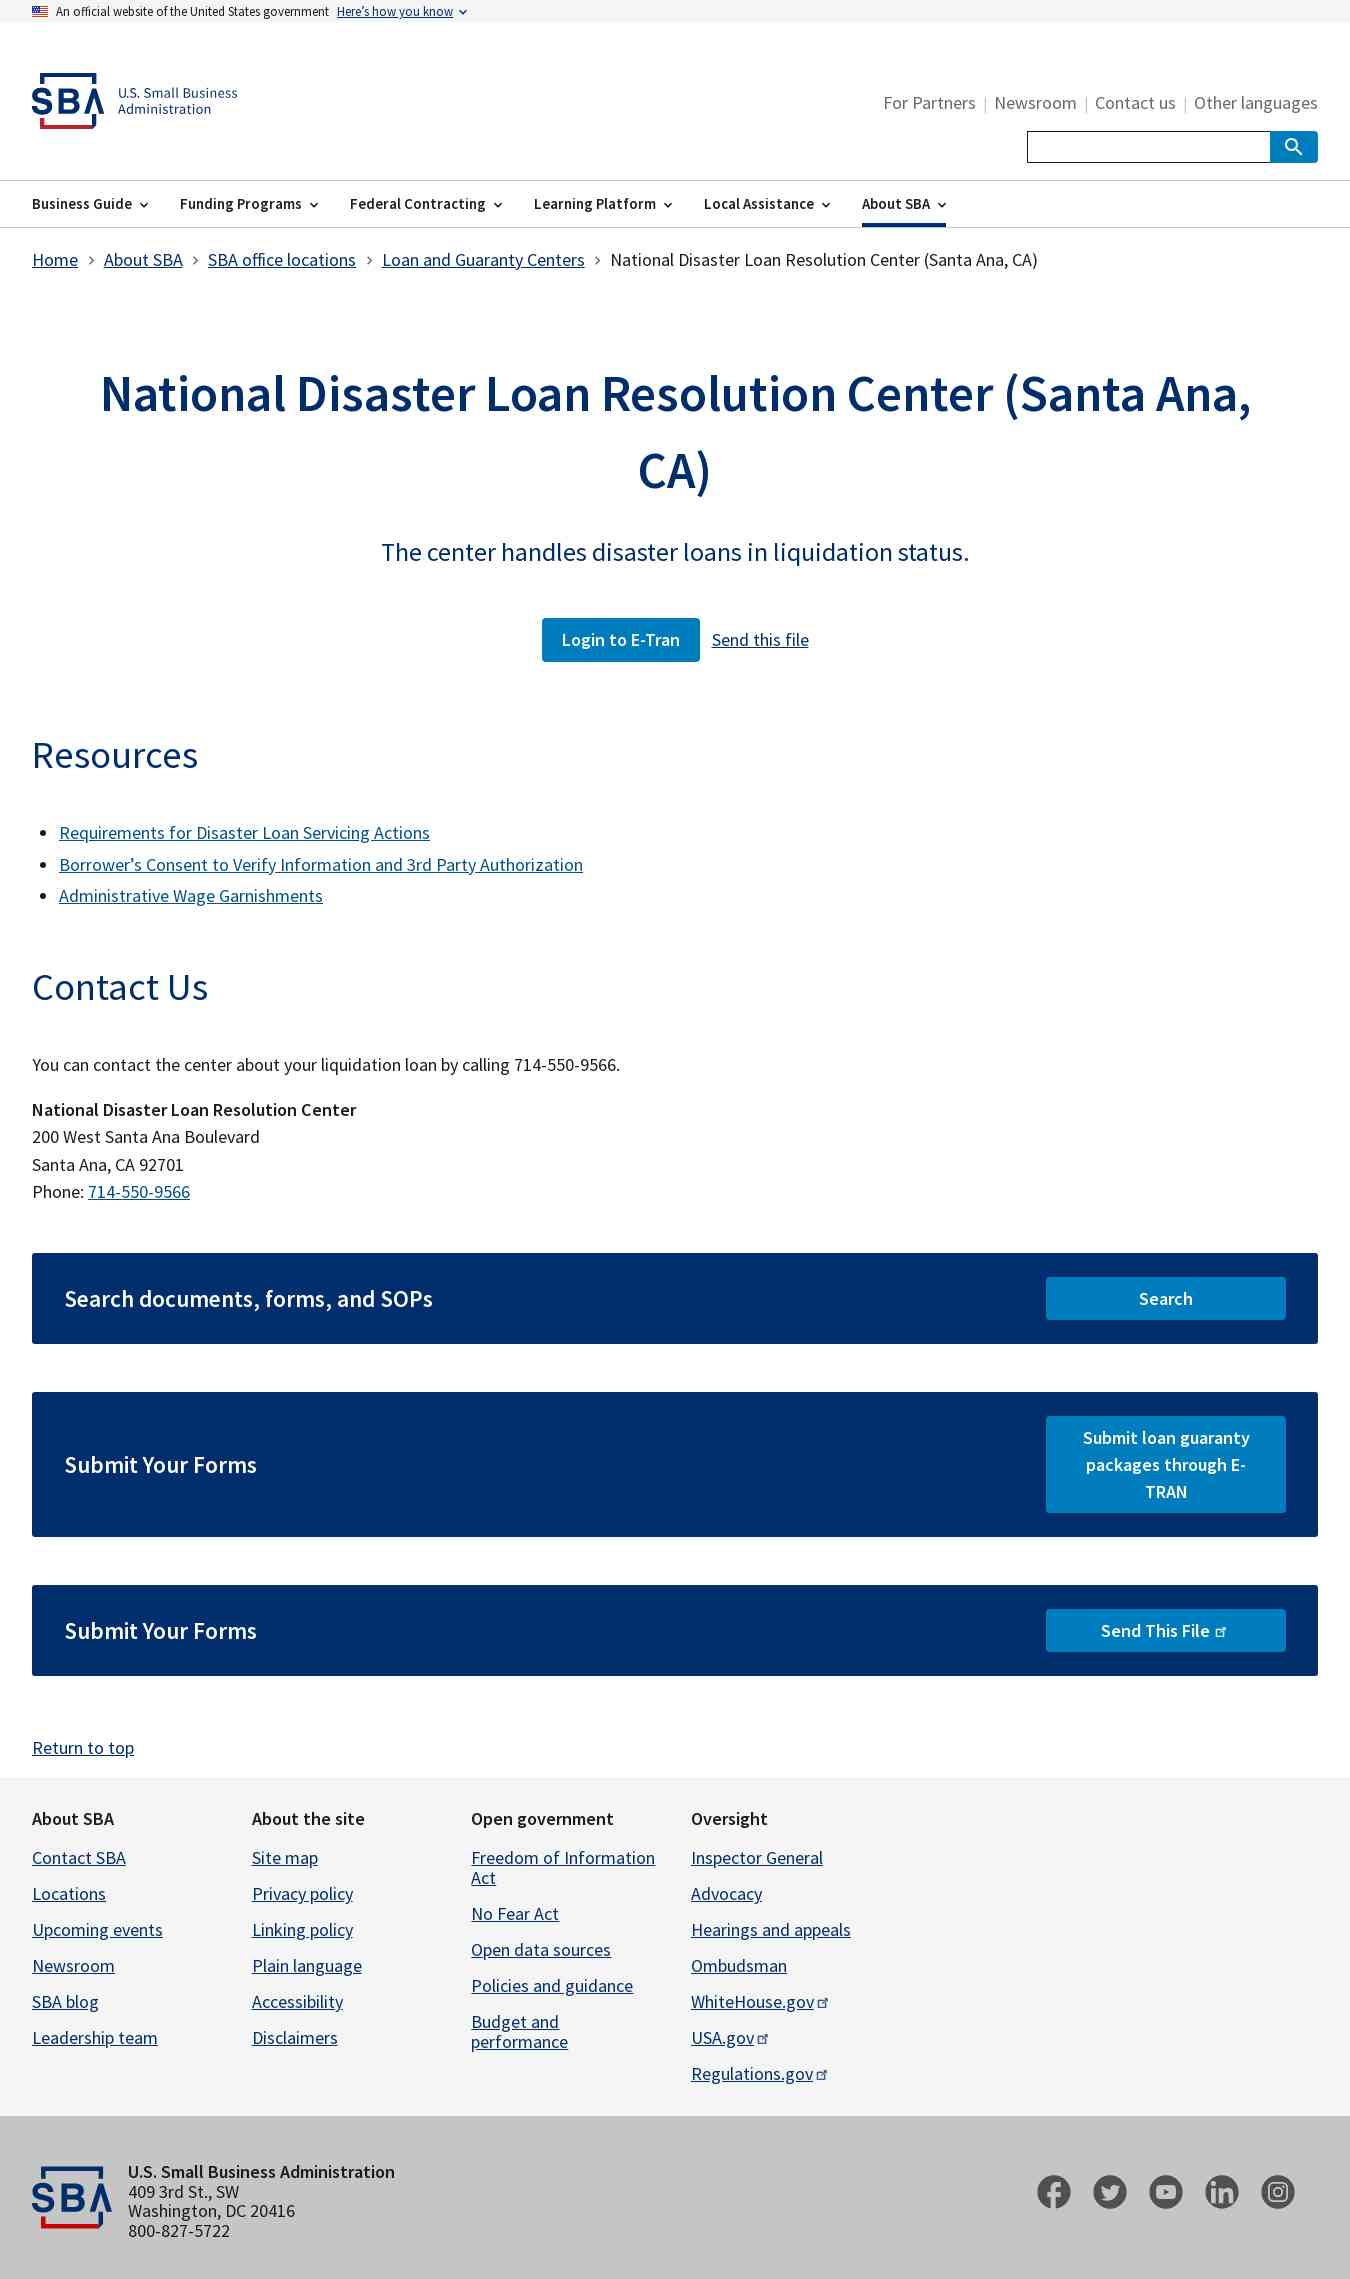 An official website of the United States government Here's how you know
SBA U.S. Small Business
Administration
For Partners | Newsroom | Contact us | Other languages
Business Guide Funding Programs Federal Contracting Learning Platform Local Assistance About SBA
Home > About SBA > SBA office locations > Loan and Guaranty Centers > National Disaster Loan Resolution Center (Santa Ana, CA)
National Disaster Loan Resolution Center (Santa Ana,
CA)
The center handles disaster loans in liquidation status.
Login to E-Tran Send this file
Resources
• Requirements for Disaster Loan Servicing Actions
• Borrower's Consent to Verify Information and 3rd Party Authorization
• Administrative Wage Garnishments
Contact Us
You can contact the center about your liquidation loan by calling 714-550-9566.
National Disaster Loan Resolution Center
200 West Santa Ana Boulevard
Santa Ana, CA 92701
Phone: 714-550-9566
Search documents, forms, and SOPs
Search
Submit Your Forms
Submit loan guaranty
packages through E-
TRAN
Submit Your Forms
Send This File
Return to top
About SBA
Contact SBA
Locations
Upcoming events
Newsroom
SBA blog
Leadership team
About the site
Site map
Privacy policy
Linking policy
Plain language
Accessibility
Disclaimers
Open government
Freedom of Information
Act
No Fear Act
Open data sources
Policies and guidance
Budget and
performance
Oversight
Inspector General
Advocacy
Hearings and appeals
Ombudsman
WhiteHouse.gov
USA.gov
Regulations.gov
SBA
U.S. Small Business Administration
409 3rd St., SW
Washington, DC 20416
800-827-5722